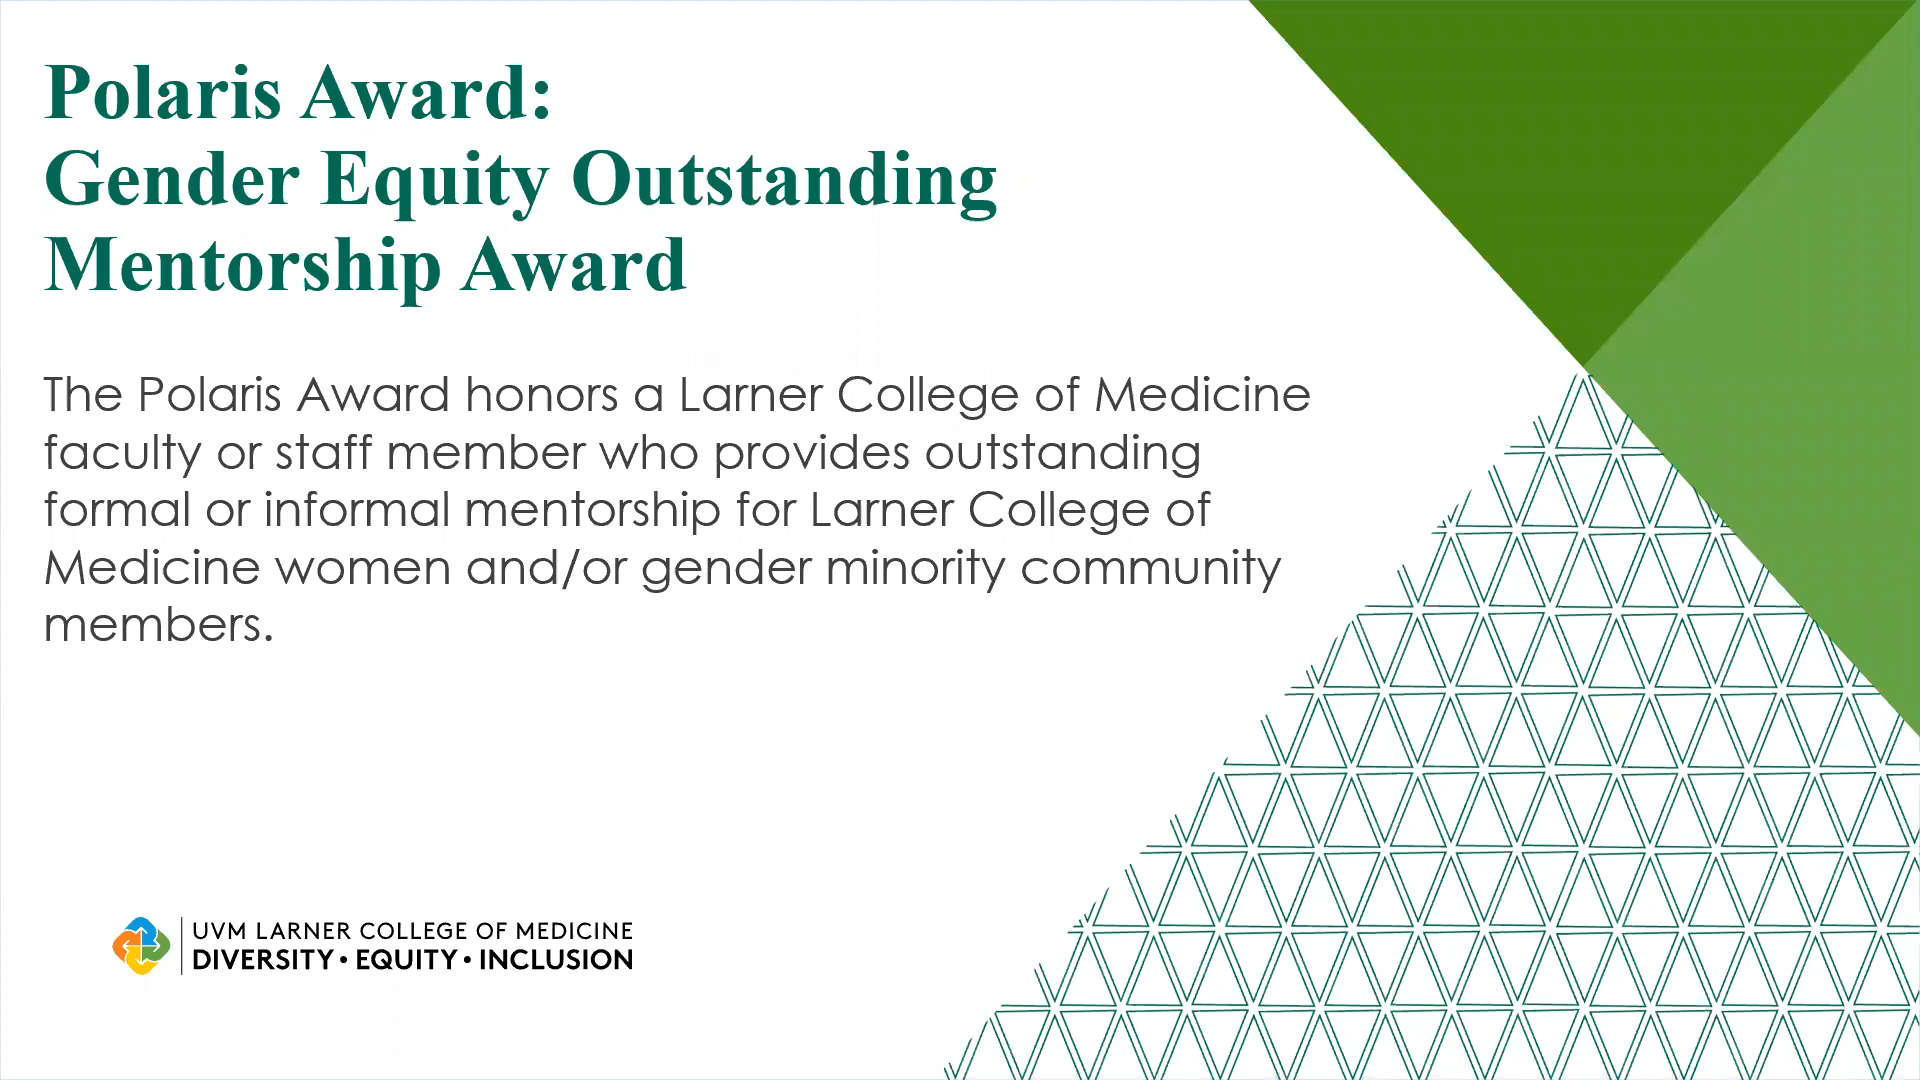 Polaris Award:
Gender Equity Outstanding
Mentorship Award
The Polaris Award honors a Larner College of Medicine
faculty or staff member who provides outstanding
formal or informal mentorship for Larner College of
Medicine women and/or gender minority community
members.
UVM LARNER COLLEGE OF MEDICINE
DIVERSITY • EQUITY • INCLUSION